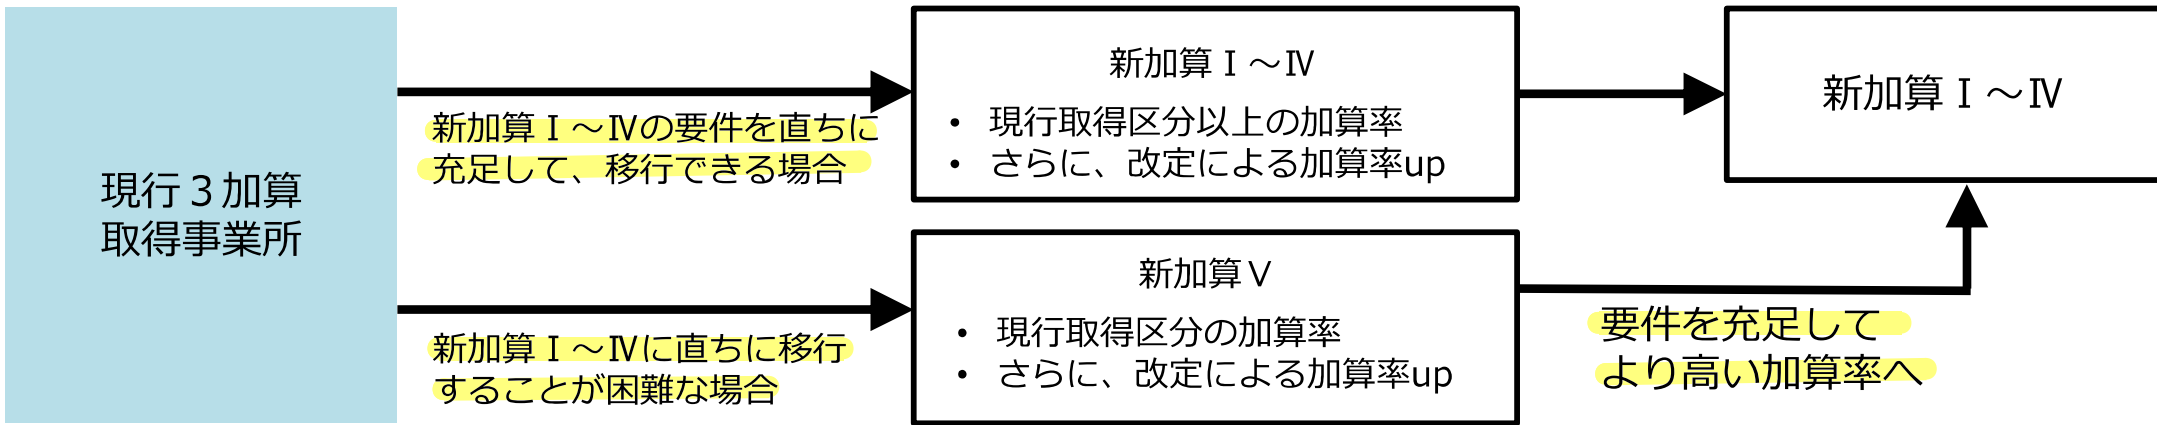 現行３加算
取得事業所
新加算Ⅰ～Ⅳの要件を直ちに
充足して、移行できる場合
新加算Ⅰ～Ⅳ
• 現行取得区分以上の加算率
• さらに、改定による加算率up
新加算Ⅰ～Ⅳ
新加算Ⅰ～Ⅳに直ちに移行
することが困難な場合
新加算Ⅴ
• 現行取得区分の加算率
• さらに、改定による加算率up
要件を充足して
より高い加算率へ